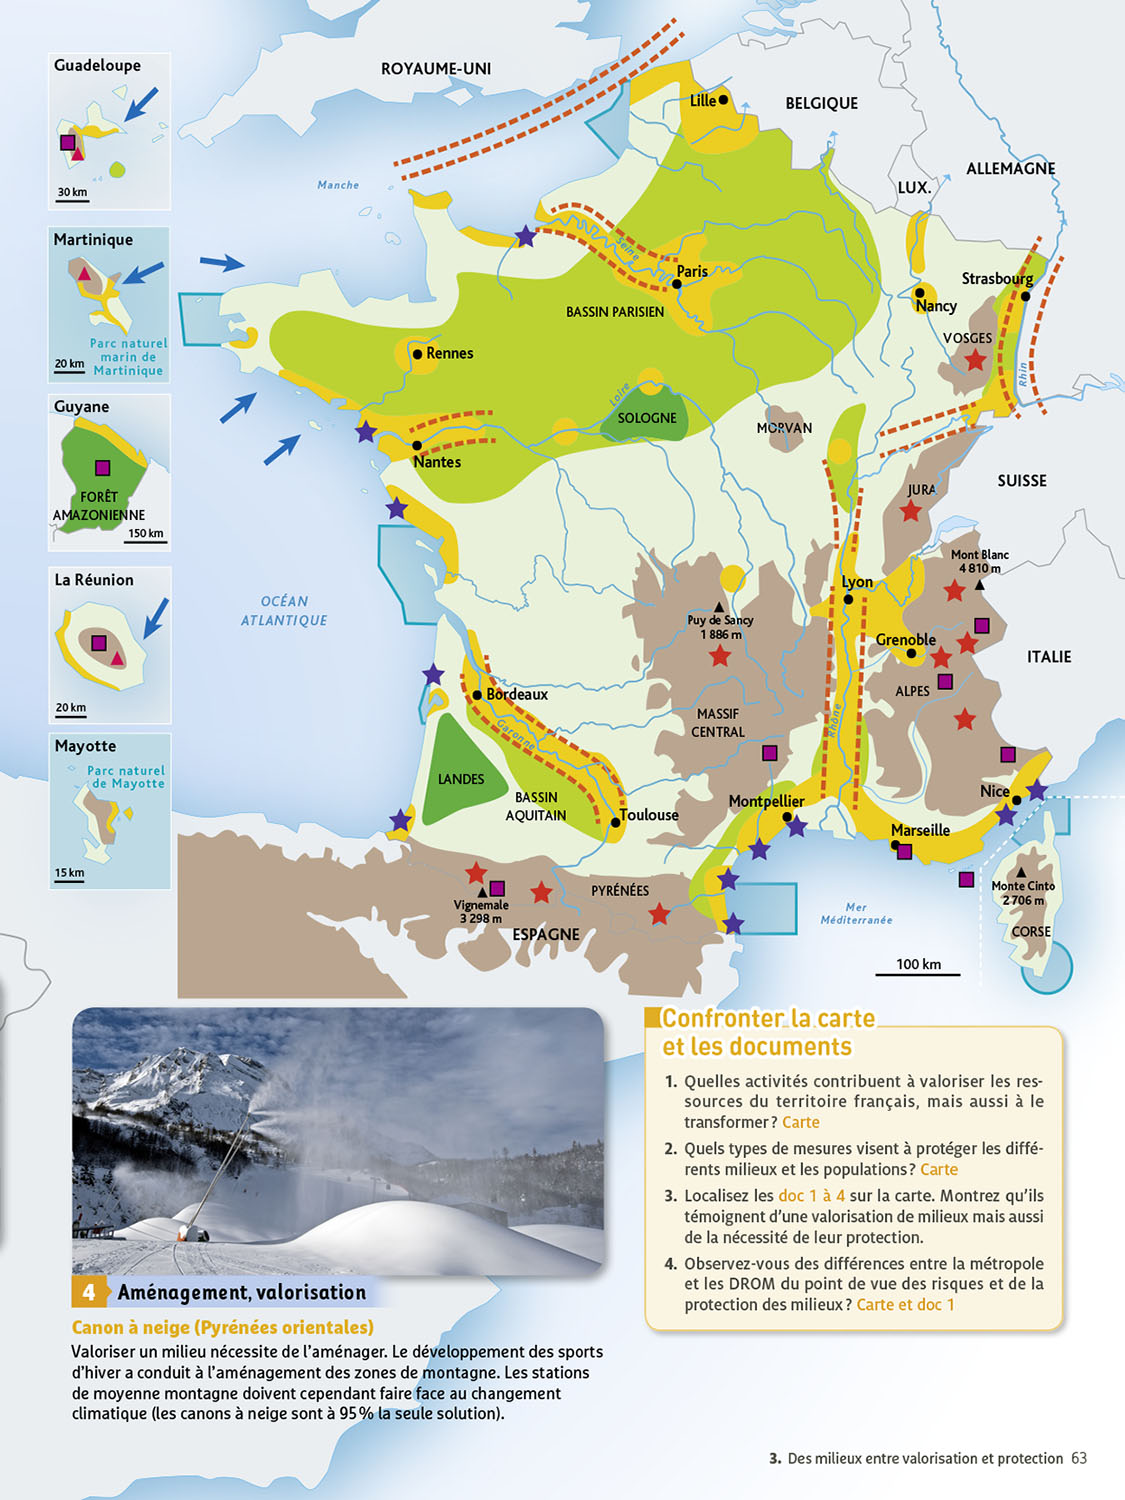 Guadeloupe
30 km
Martinique
Parc naturel
marin de
Martinique
20 km
Guyane
FORÊT
AMAZONIENNE
150 km
La Réunion
20 km
Mayotte
Parc naturel
de Mayotte
15 km
ROYAUME-UNI
Lille
BELGIQUE
ALLEMAGNE
LUX.
Manche
Seine
Paris
Strasbourg
Nancy
BASSIN PARISIEN
VOSGES
Rennes
Rhin
Loire
SOLOGNE
MORVAN
Nantes
SUISSE
JURA
Mont Blanc
4 810 m
Lyon
OCÉAN
ATLANTIQUE
Puy de Sancy
1 886 m
Grenoble
ITALIE
ALPES
Bordeaux
Garonne
MASSIF
CENTRAL
Rhône
LANDES
BASSIN
AQUITAIN
Toulouse
Montpellier
Nice
Marseille
PYRÉNÉES
Vignemale
3 298 m
ESPAGNE
Mer
Méditerranée
Monte Cinto
2 706 m
CORSE
100 km
4 Aménagement, valorisation
Canon à neige (Pyrénées orientales)
Valoriser un milieu nécessite de l'aménager. Le développement des sports
d'hiver a conduit à l'aménagement des zones de montagne. Les stations
de moyenne montagne doivent cependant faire face au changement
climatique (les canons à neige sont à 95 % la seule solution).
Confronter la carte
et les documents
1. Quelles activités contribuent à valoriser les res-
sources du territoire français, mais aussi à le
transformer ? Carte
2. Quels types de mesures visent à protéger les diffé-
rents milieux et les populations ? Carte
3. Localisez les doc 1 à 4 sur la carte. Montrez qu'ils
témoignent d'une valorisation de milieux mais aussi
de la nécessité de leur protection.
4. Observez-vous des différences entre la métropole
et les DROM du point de vue des risques et de la
protection des milieux ? Carte et doc 1
3. Des milieux entre valorisation et protection 63